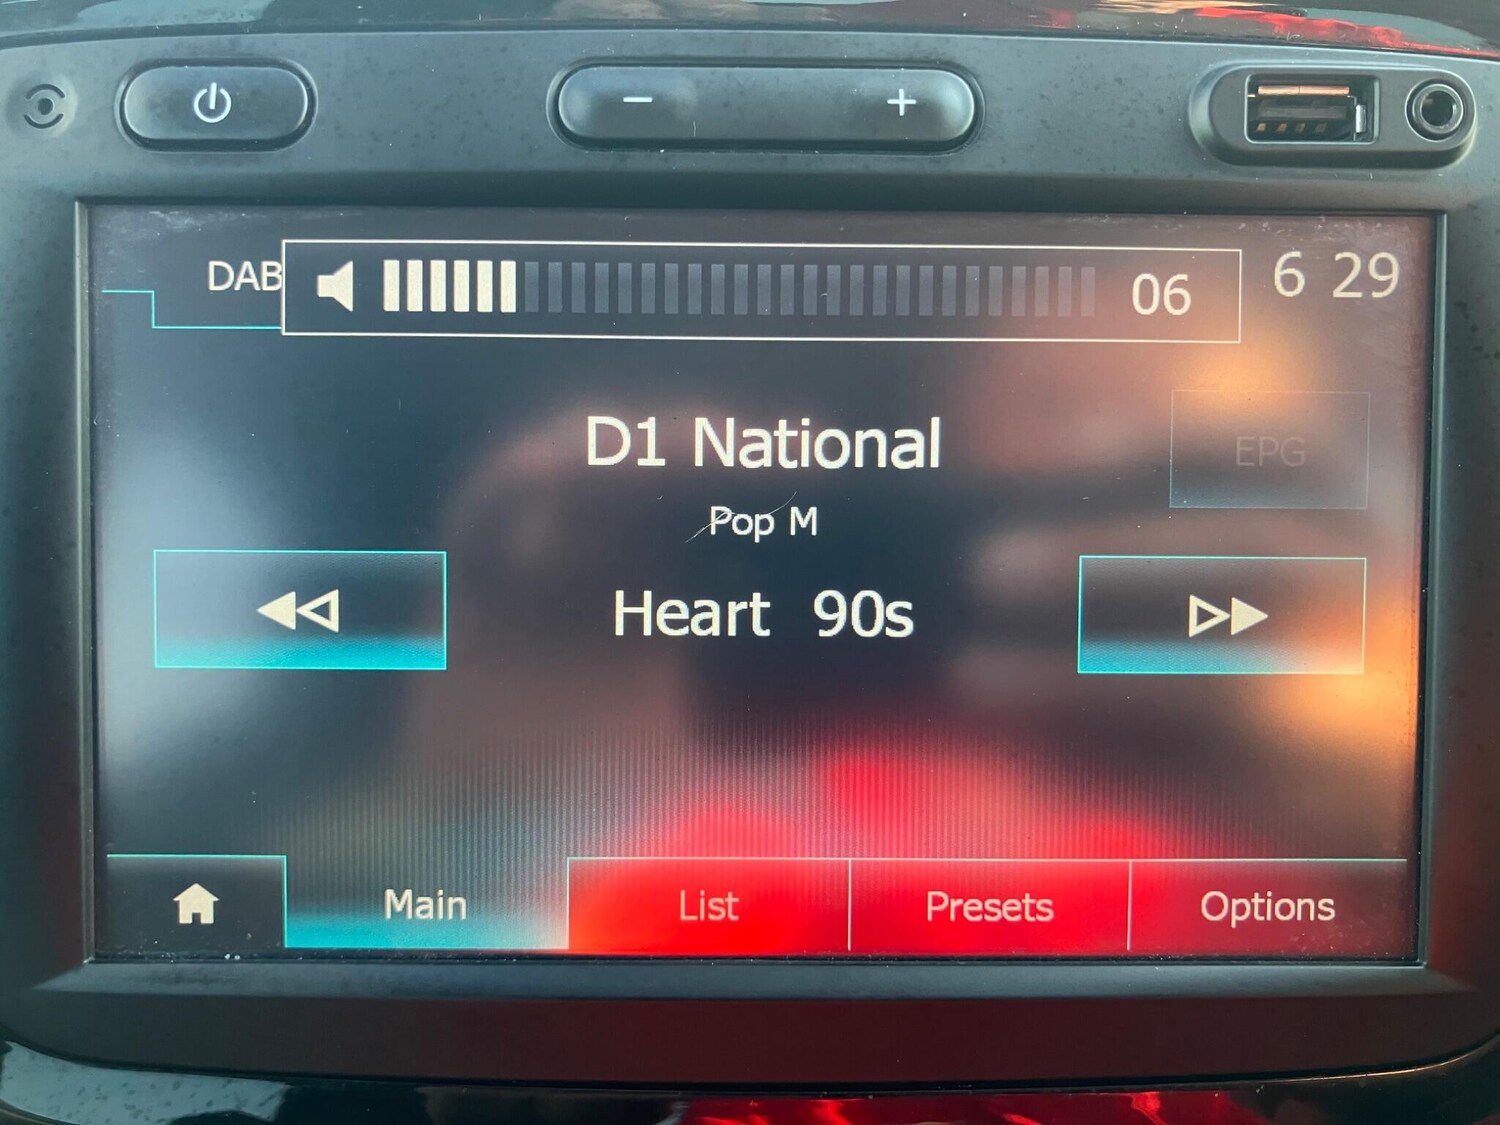 DAB
06
6 29
D1 National
EPG
Pop M
Heart 90s
Main
List
Presets
Options